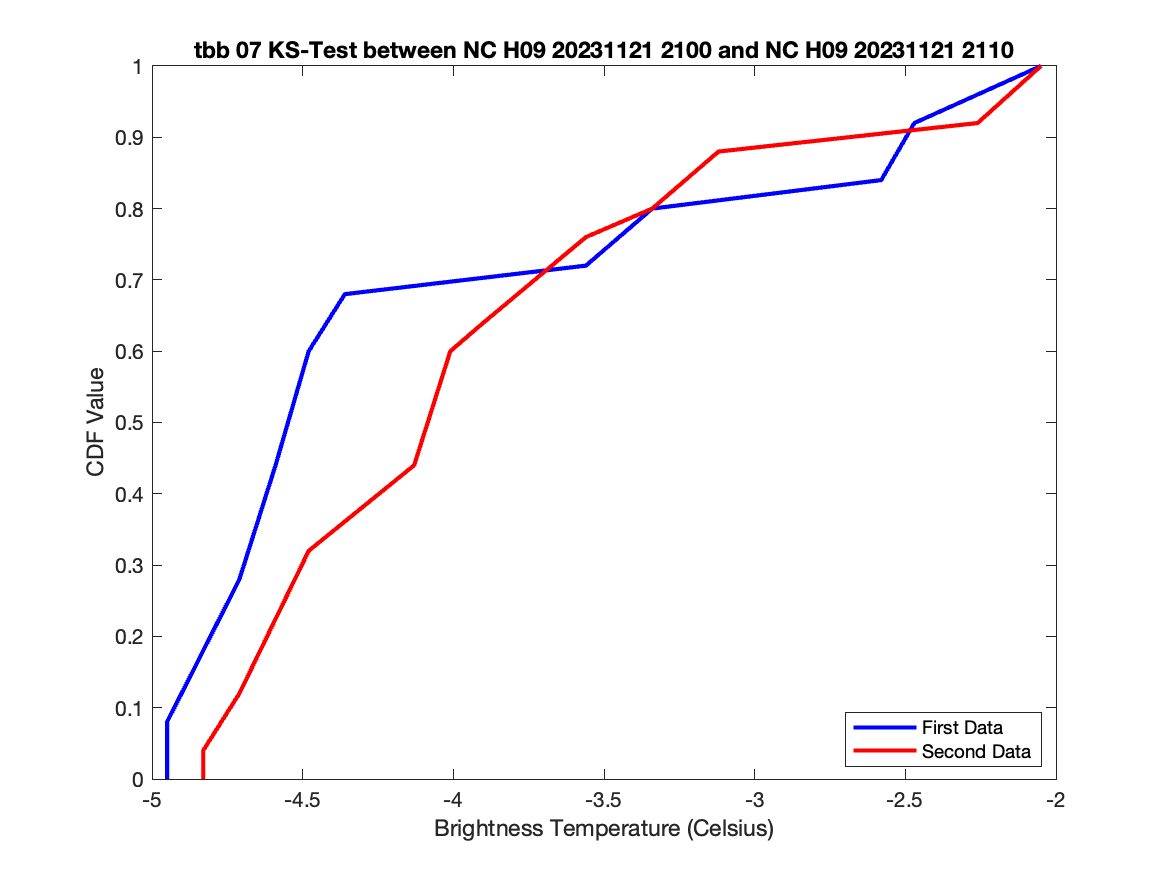 tbb 07 KS-Test between NC H09 20231121 2100 and NC H09 20231121 2110
1
0.9
0.8
0.7
0.6
0.5
0.4
0.3
0.2
0.1
0
CDF Value
First Data
Second Data
-5 -4.5 -4 -3.5 -3 -2.5 -2
Brightness Temperature (Celsius)